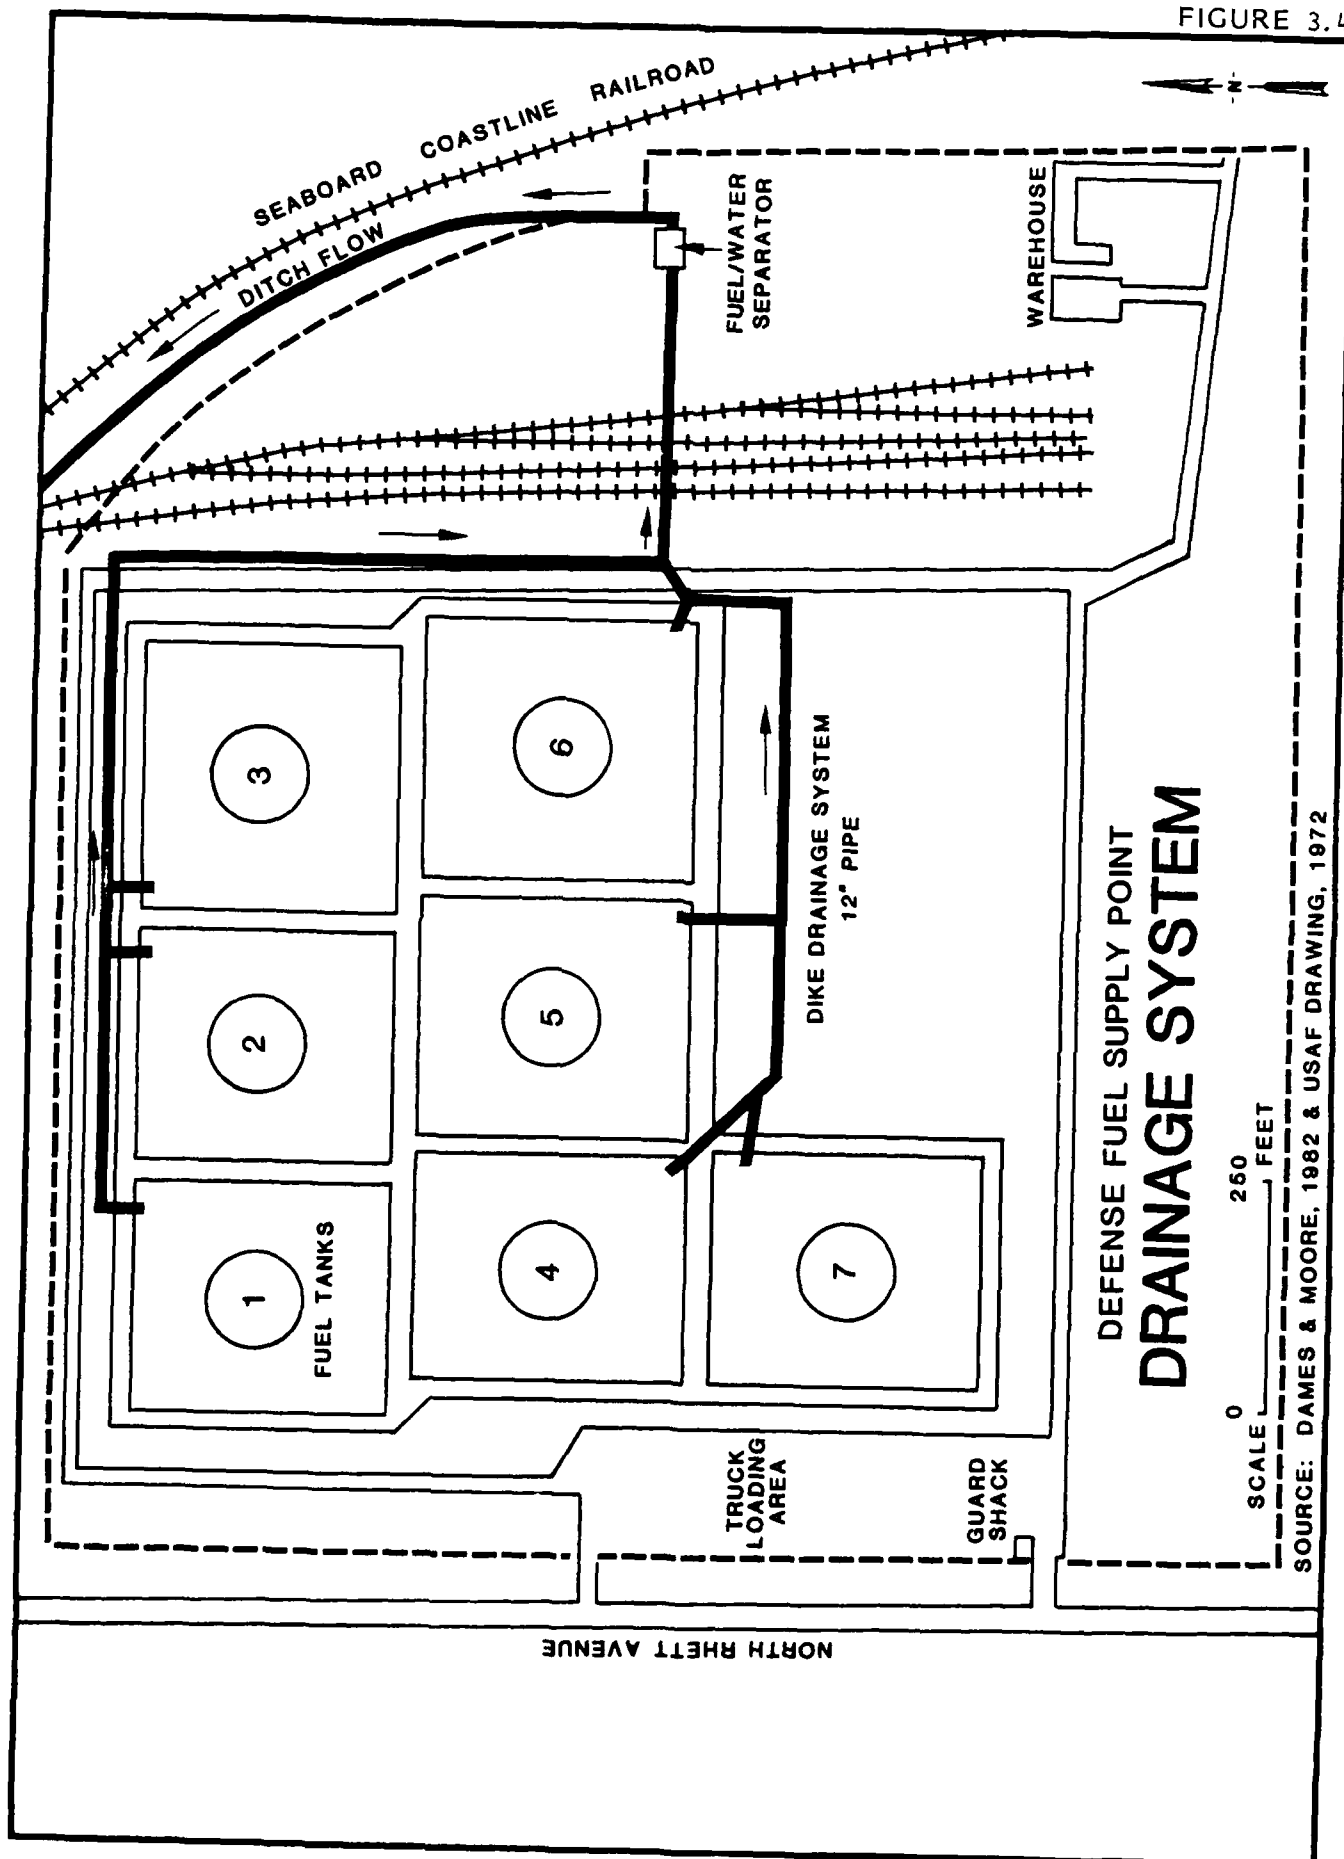 FIGURE 3.4
SEABOARD COASTLINE RAILROAD
DITCH FLOW
N
FUEL/WATER
SEPARATOR
WAREHOUSE
3
6
2
5
1
4
7
FUEL TANKS
DIKE DRAINAGE SYSTEM
12" PIPE
TRUCK
LOADING
AREA
GUARD
SHACK
NORTH RHETT AVENUE
DEFENSE FUEL SUPPLY POINT
DRAINAGE SYSTEM
SCALE 0 250 FEET
SOURCE: DAMES & MOORE, 1982 & USAF DRAWING, 1972